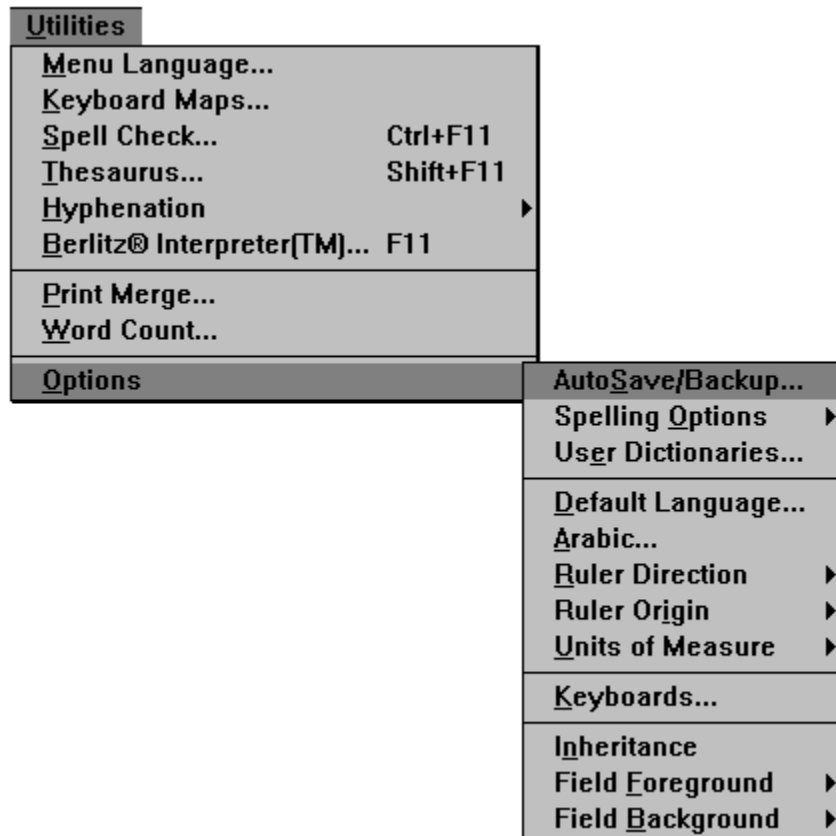 Utilities
Menu Language...
Keyboard Maps...
Spell Check... Ctrl+F11
Thesaurus... Shift+F11
Hyphenation
Berlitz® Interpreter(TM)... F11
Print Merge...
Word Count...
Options
AutoSave/Backup...
Spelling Options
User Dictionaries...
Default Language...
Arabic...
Ruler Direction
Ruler Origin
Units of Measure
Keyboards...
Inheritance
Field Foreground
Field Background